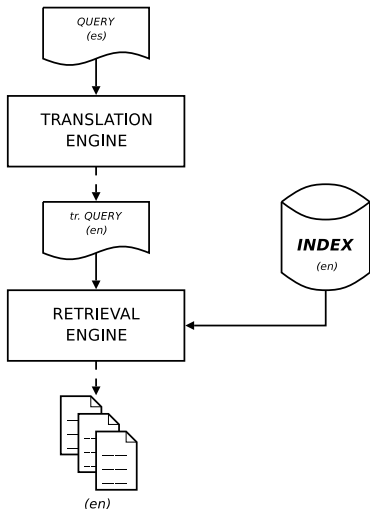 QUERY
(es)
TRANSLATION
ENGINE
tr. QUERY
(en)
INDEX
(en)
RETRIEVAL
ENGINE
(en)